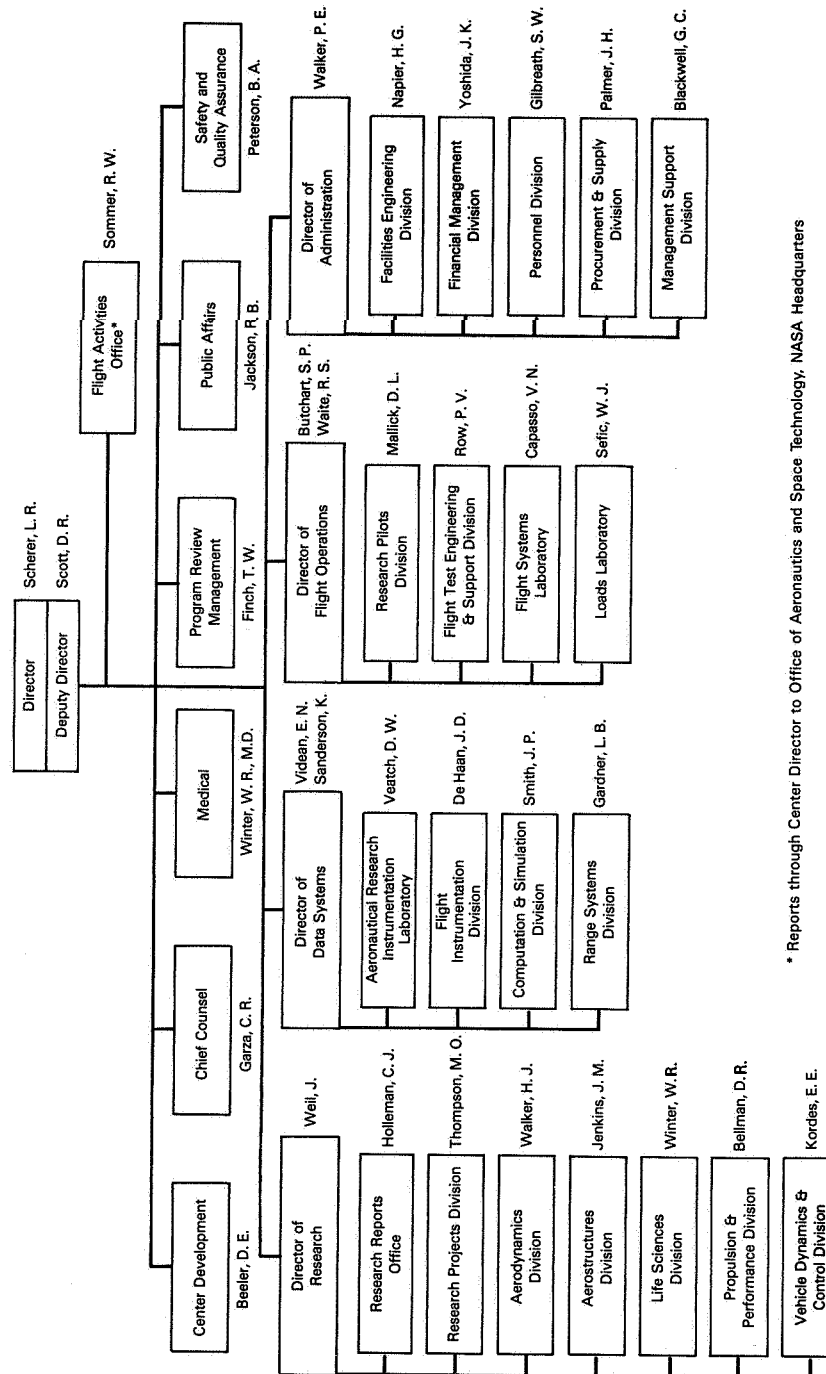 Director
Scherer, L. R.
Deputy Director
Scott, D. R.
Flight Activities
Office*
Sommer, R. W.
Center Development
Beeler, D. E.
Chief Counsel
Garza, C. R.
Medical
Winter, W. R., M.D.
Program Review
Management
Finch, T. W.
Public Affairs
Jackson, R. B.
Safety and
Quality Assurance
Peterson, B. A.
Director of
Research
Weil, J.
Research Reports
Office
Holleman, C. J.
Research Projects Division
Thompson, M. O.
Aerodynamics
Division
Walker, H. J.
Aerostructures
Division
Jenkins, J. M.
Life Sciences
Division
Winter, W. R.
Propulsion &
Performance Division
Bellman, D. R.
Vehicle Dynamics &
Control Division
Kordes, E. E.
Director of
Data Systems
Videan, E. N.
Sanderson, K.
Aeronautical Research
Instrumentation
Laboratory
Veatch, D. W.
Flight
Instrumentation
Division
De Haan, J. D.
Computation & Simulation
Division
Smith, J. P.
Range Systems
Division
Gardner, L. B.
Director of
Flight Operations
Butchart, S. P.
Waite, R. S.
Research Pilots
Division
Mallick, D. L.
Flight Test Engineering
& Support Division
Row, P. V.
Flight Systems
Laboratory
Capasso, V. N.
Loads Laboratory
Sefic, W. J.
Director of
Administration
Walker, P. E.
Facilities Engineering
Division
Napier, H. G.
Financial Management
Division
Yoshida, J. K.
Personnel Division
Gilbreath, S. W.
Procurement & Supply
Division
Palmer, J. H.
Management Support
Division
Blackwell, G. C.
* Reports through Center Director to Office of Aeronautics and Space Technology, NASA Headquarters